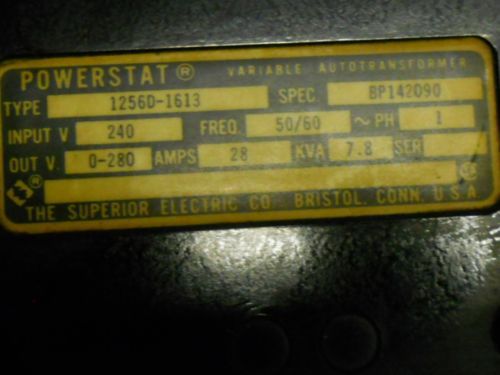 POWERSTAT® VARIABLE AUTOTRANSFORMER
TYPE 1256D-1613 SPEC. BP142090
INPUT V 240 FREQ. 50/60 ~ PH 1
OUT V 0-280 AMPS 28 KVA 7.8 SER
®
THE SUPERIOR ELECTRIC CO. BRISTOL, CONN. U.S.A